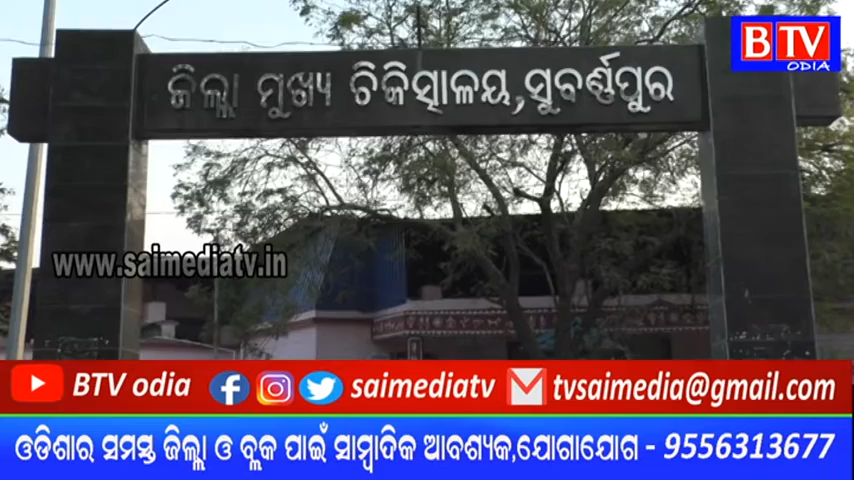 BTV
ODIA
ଜିଲ୍ଲା ମୁଖ୍ୟ ଚିକିତ୍ସାଳୟ,ସୁବର୍ଣ୍ଣପୁର
www.saimediatv.in
BTV odia saimediatv tvsaimedia@gmail.com
ଓଡିଶାର ସମସ୍ତ ଜିଲ୍ଲା ଓ ବ୍ଲକ ପାଇଁ ସାମ୍ବାଦିକ ଆବଶ୍ୟକ,ଯୋଗାଯୋଗ - 9556313677